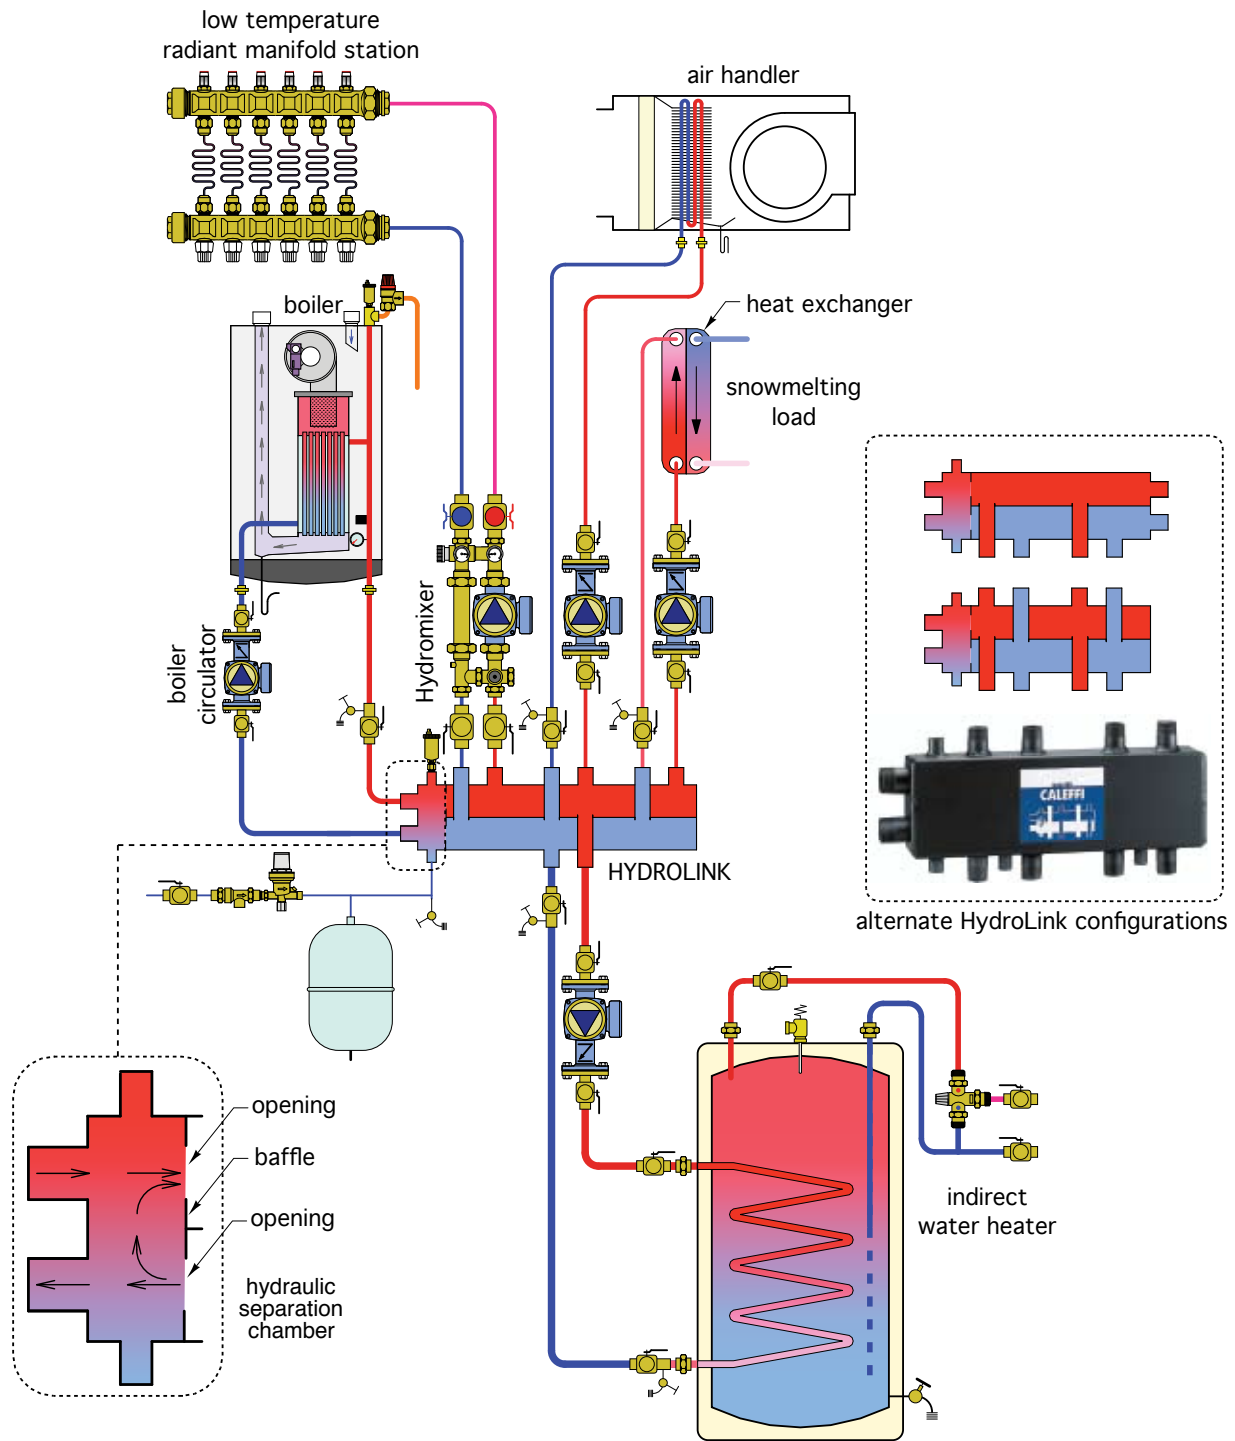 low temperature
radiant manifold station
air handler
boiler
heat exchanger
snowmelting
load
boiler
circulator
Hydromixer
CALEFFI
HYDROLINK
alternate HydroLink configurations
opening
baffle
opening
hydraulic
separation
chamber
indirect
water heater